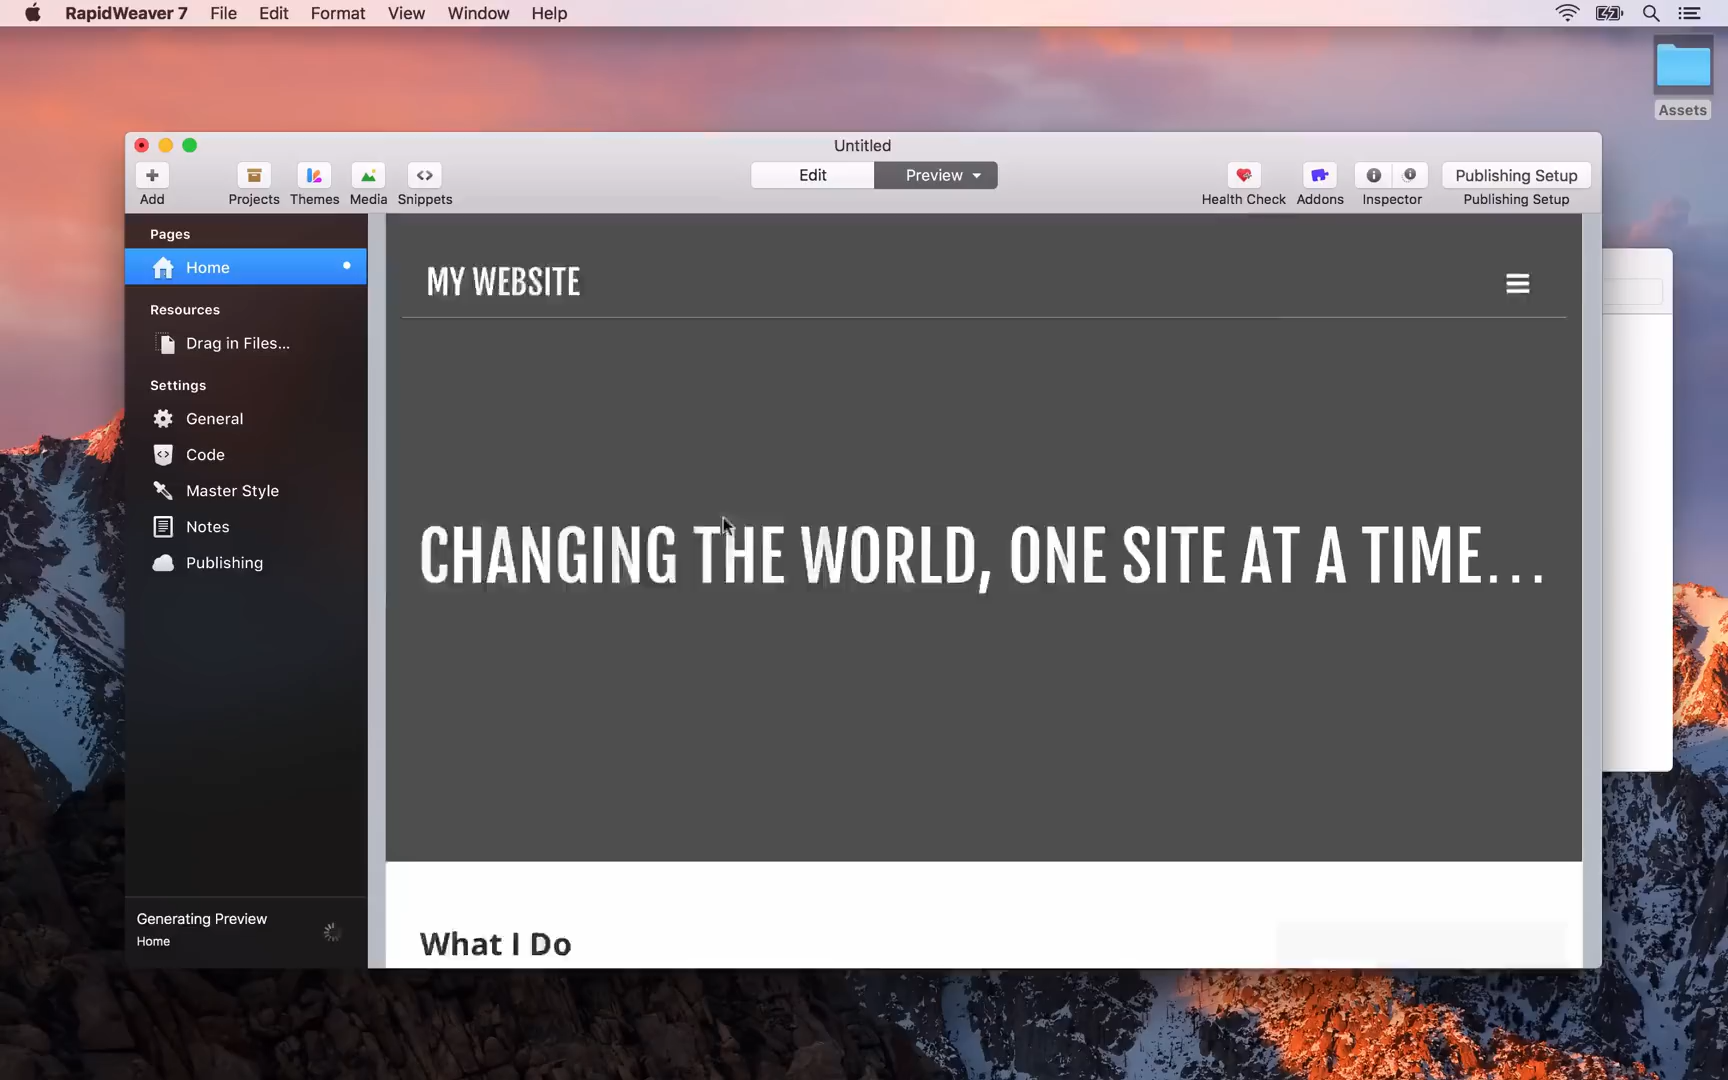 RapidWeaver 7 File Edit Format View Window Help
Assets
Untitled
Edit Preview Publishing Setup
Add Projects Themes Media Snippets Health Check Addons Inspector Publishing Setup
Pages
Home
Resources
Drag in Files...
Settings
General
Code
Master Style
Notes
Publishing
Generating Preview
Home
MY WEBSITE
CHANGING THE WORLD, ONE SITE AT A TIME...
What I Do